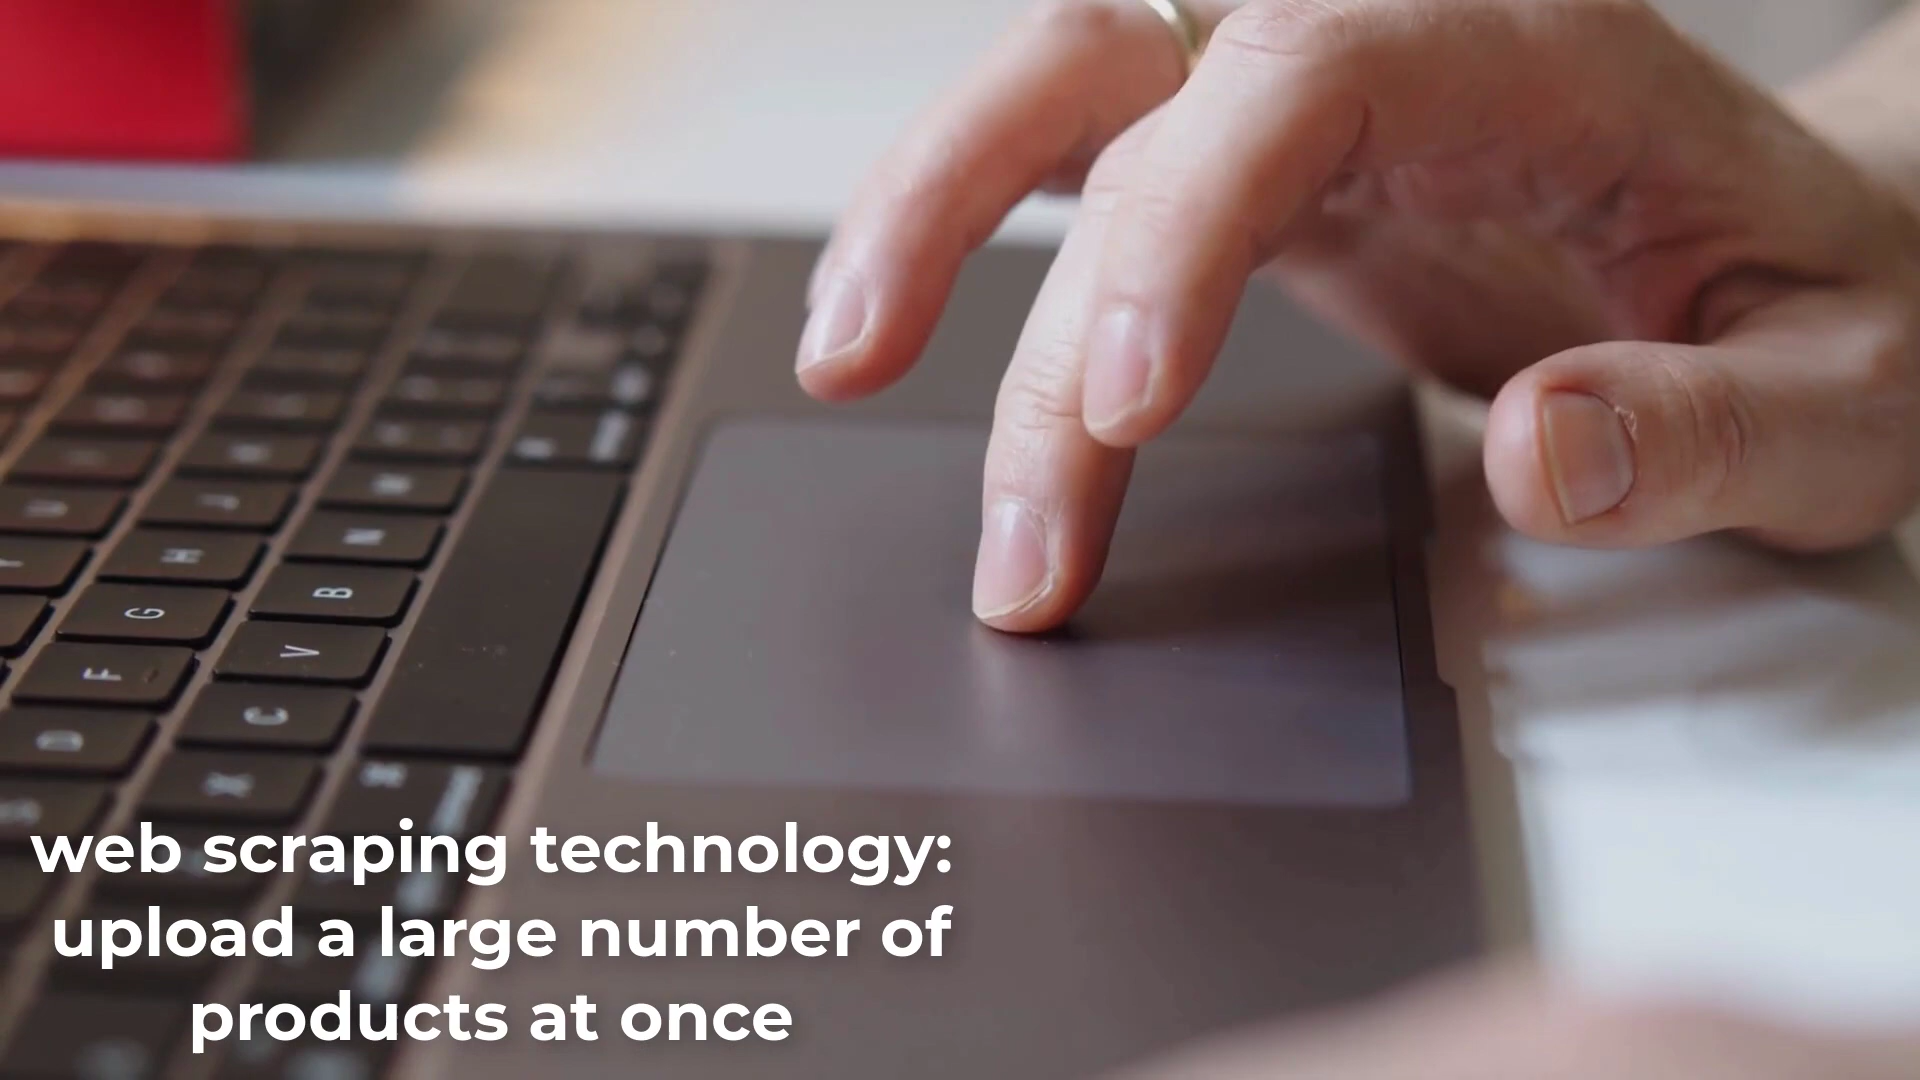 U
J
M
Y
H
N
G
B
F
V
D
C
X
web scraping technology:
upload a large number of
products at once